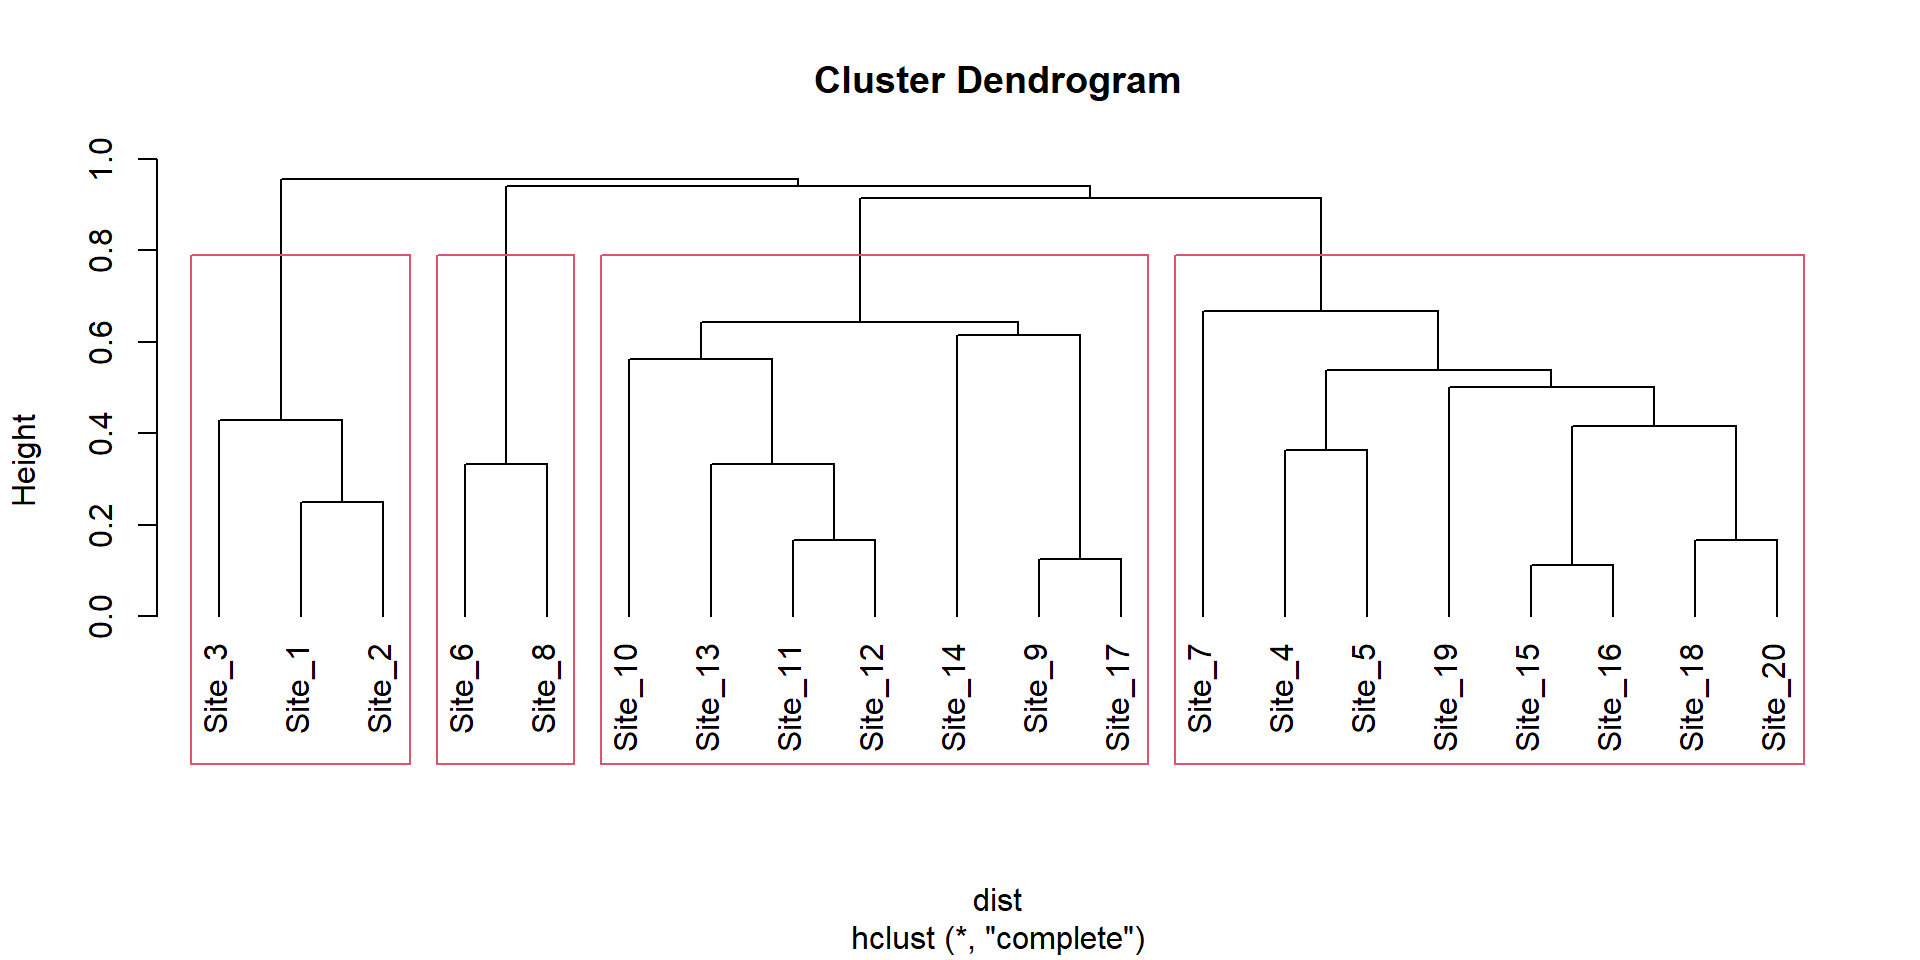 Cluster Dendrogram
Height
1.0
0.8
0.6
0.4
0.2
0.0
Site_3
Site_1
Site_2
Site_6
Site_8
Site_10
Site_13
Site_11
Site_12
Site_14
Site_9
Site_17
Site_7
Site_4
Site_5
Site_19
Site_15
Site_16
Site_18
Site_20
dist
hclust (*, "complete")